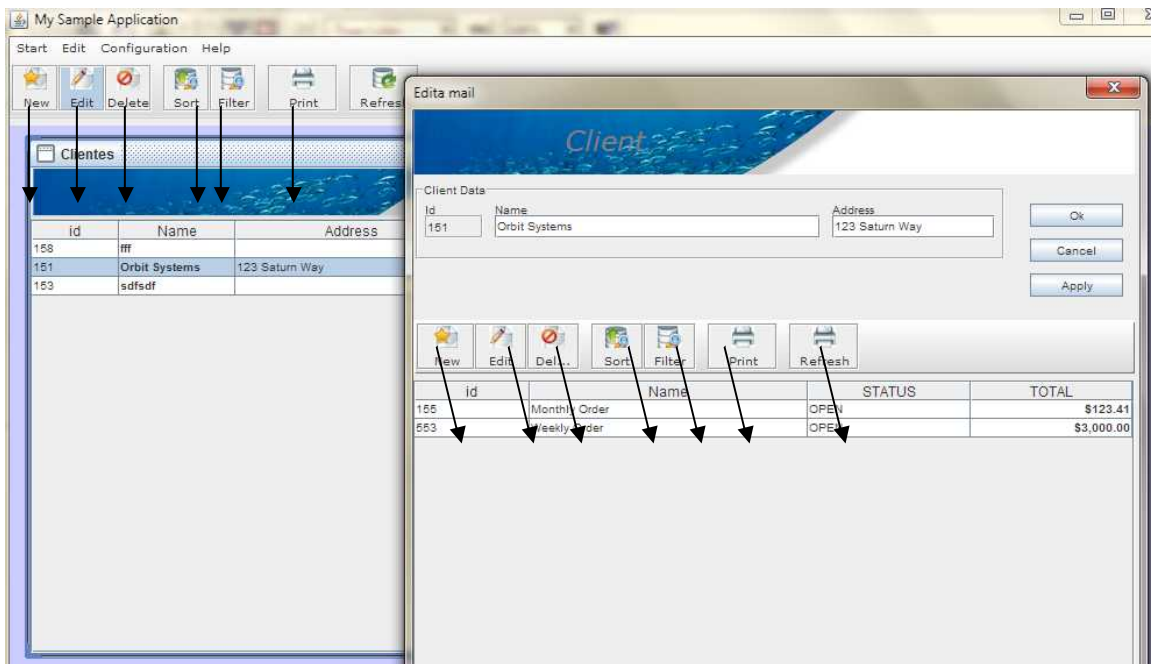 My Sample Application
Start Edit Configuration Help
New Edit Delete Sort Filter Print Refres
Clientes
id Name Address
158 fff
151 Orbit Systems 123 Saturn Way
153 sdfsdf
Edita mail
Client
Client Data
Id Name Address
151 Orbit Systems 123 Saturn Way
Ok
Cancel
Apply
New Edit Del... Sort Filter Print Refresh
id Name STATUS TOTAL
155 Monthly Order OPEN $123.41
553 Weekly Order OPEN $3,000.00